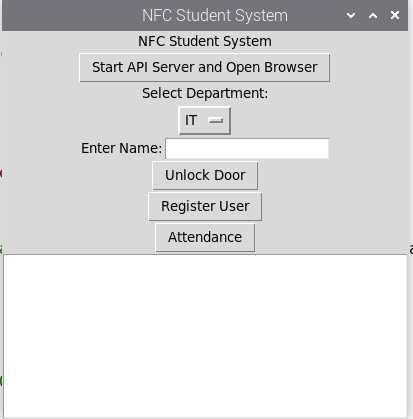 NFC Student System
NFC Student System
Start API Server and Open Browser
Select Department:
IT
Enter Name:
Unlock Door
Register User
Attendance